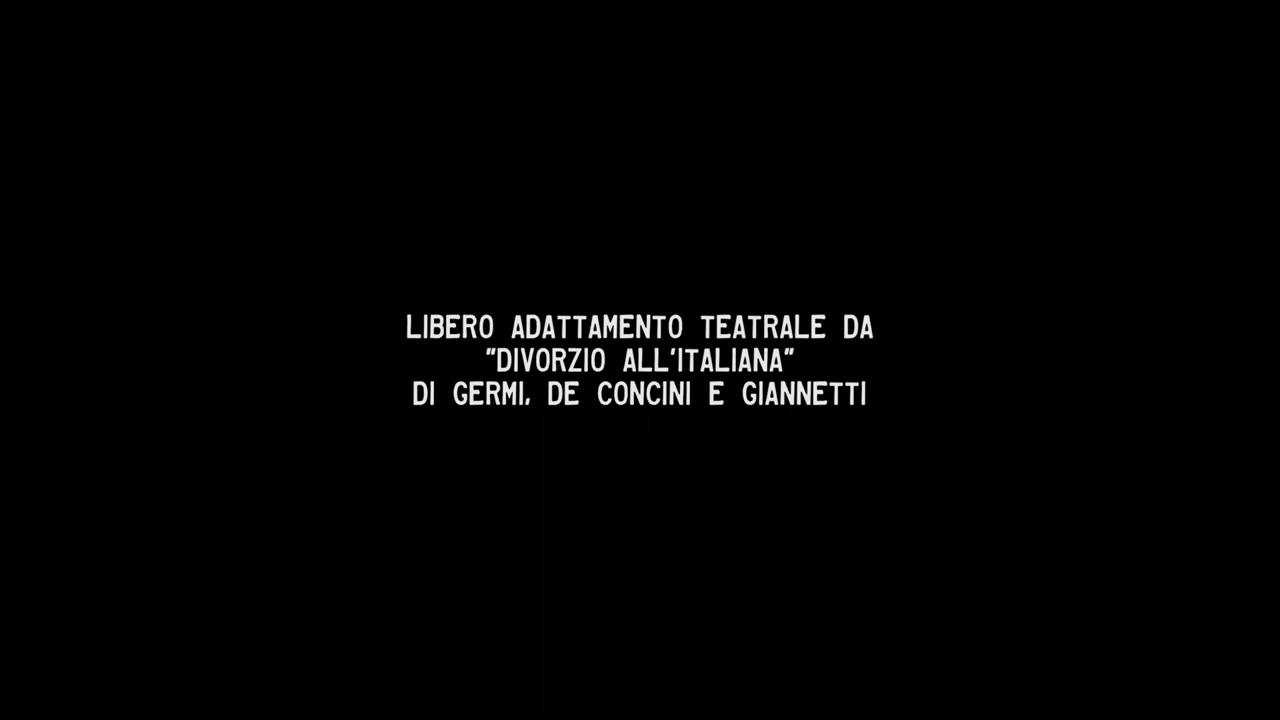 LIBERO ADATTAMENTO TEATRALE DA
"DIVORZIO ALL'ITALIANA"
DI GERMI, DE CONCINI E GIANNETTI